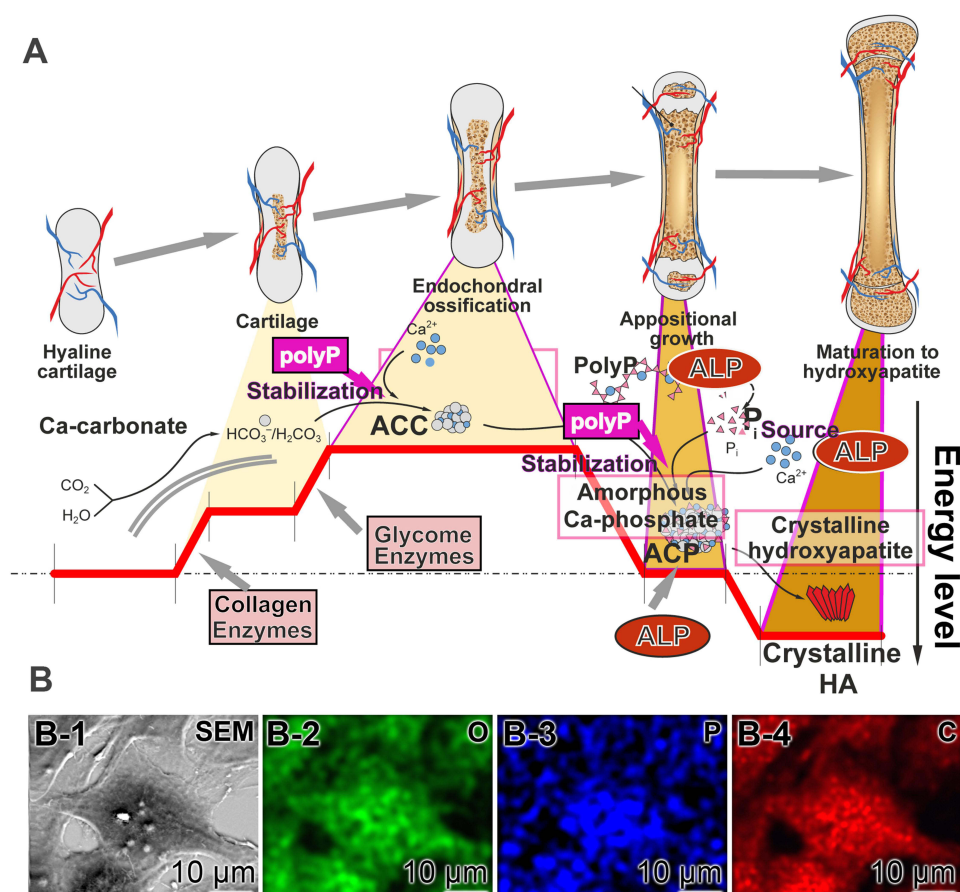 A
Hyaline
cartilage
Cartilage
Endochondral
ossification
Appositional
growth
Maturation to
hydroxyapatite
Ca²⁺
polyP
Stabilization
PolyP
ALP
Ca-carbonate
HCO₃⁻/H₂CO₃
ACC
polyP
Pᵢ
Pᵢ
Source
ALP
Ca²⁺
Stabilization
CO₂
H₂O
Amorphous
Ca-phosphate
ACP
Crystalline
hydroxyapatite
Energy level
Glycome
Enzymes
Collagen
Enzymes
ALP
Crystalline
HA
B
B-1
SEM
10 µm
B-2
O
10 µm
B-3
P
10 µm
B-4
C
10 µm